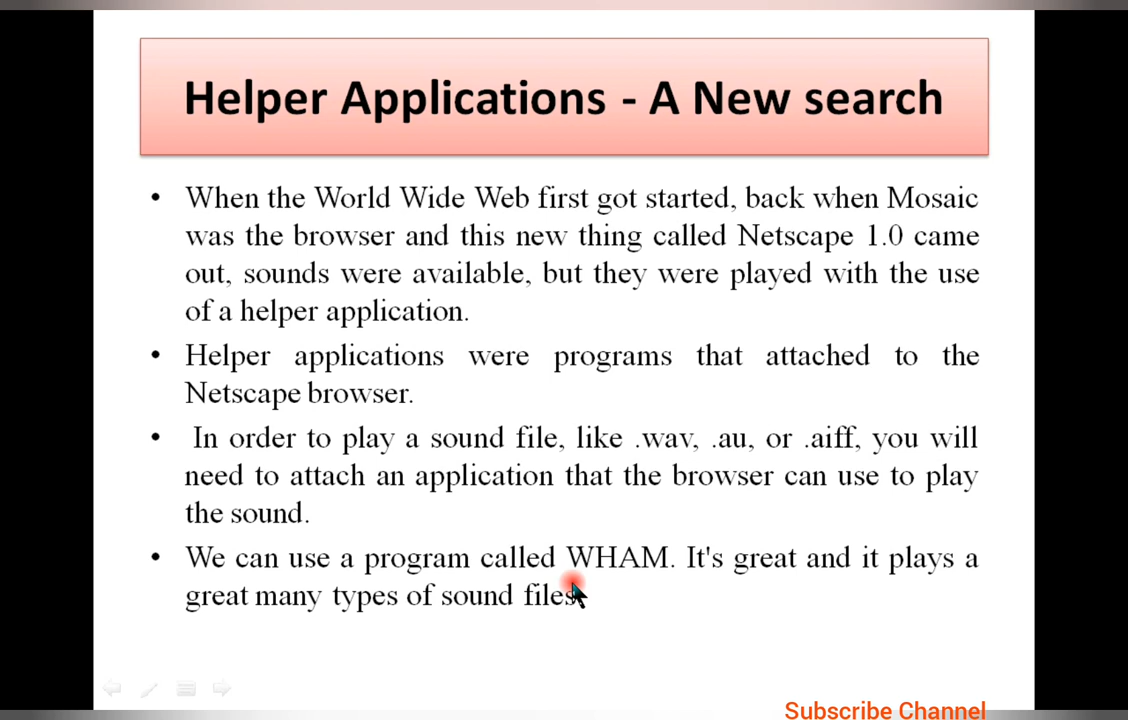 Helper Applications - A New search
• When the World Wide Web first got started, back when Mosaic
was the browser and this new thing called Netscape 1.0 came
out, sounds were available, but they were played with the use
of a helper application.
• Helper applications were programs that attached to the
Netscape browser.
• In order to play a sound file, like .wav, .au, or .aiff, you will
need to attach an application that the browser can use to play
the sound.
• We can use a program called WHAM. It's great and it plays a
great many types of sound files
Subscribe Channel